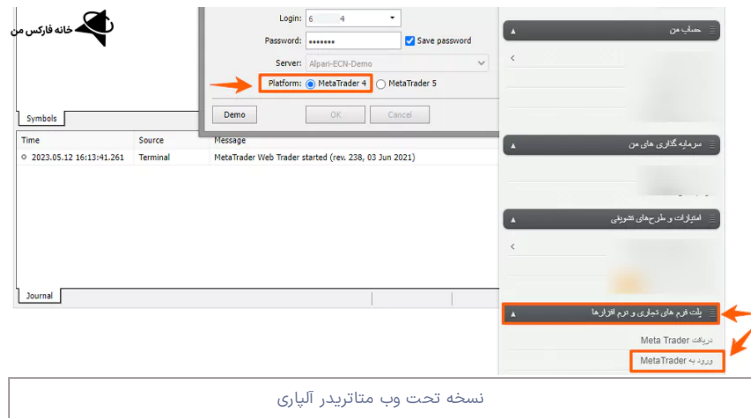 خانه فارکس من
Login: 6 4
Password: •••••••
Save password
Server: Alpari-ECN-Demo
Platform: MetaTrader 4 MetaTrader 5
Demo OK Cancel
Symbols
Time Source Message
2023.05.12 16:13:41.261 Terminal MetaTrader Web Trader started (rev. 238, 03 Jun 2021)
Journal
حساب من
سرمایه گذاری های من
امتیازات و طرح‌های تشویقی
پلت فرم های تجاری و نرم افزارها
دریافت Meta Trader
ورود به MetaTrader
نسخه تحت وب متاتریدر آلپاری